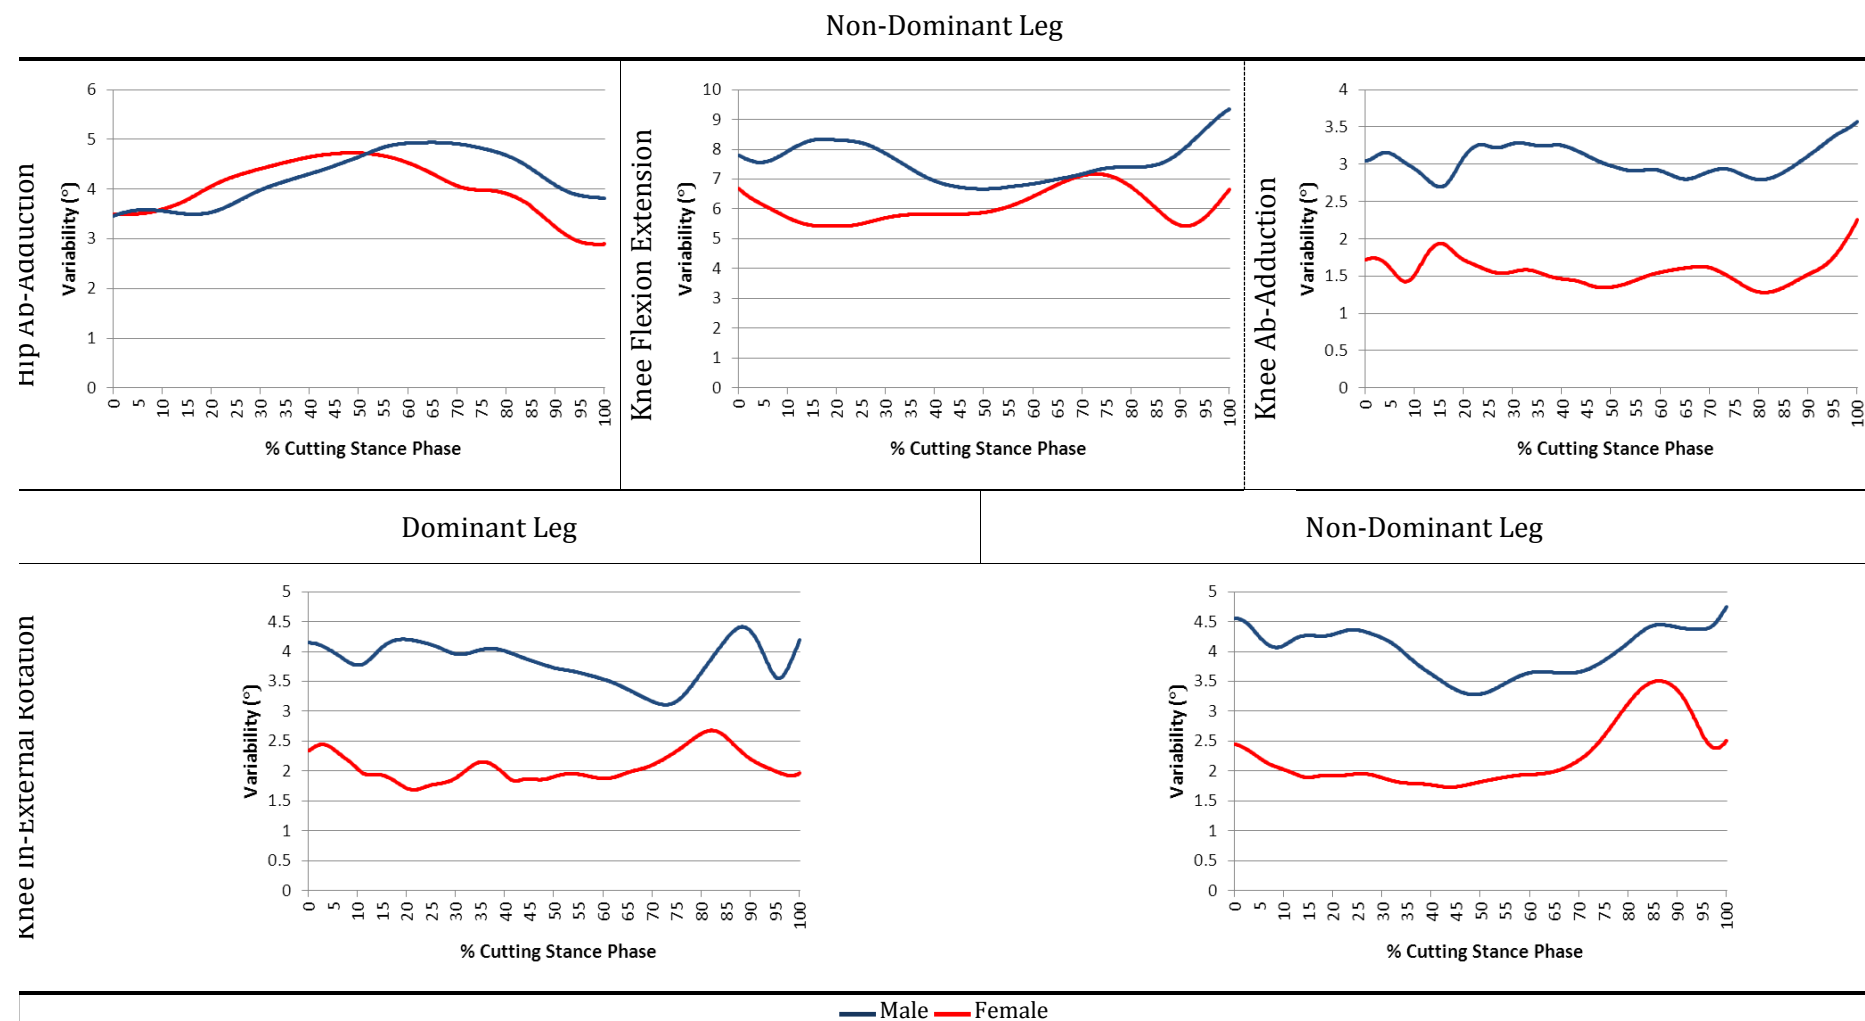 Non-Dominant Leg
Hip Ab-Adduction
Variability (°)
6
5
4
3
2
1
0
0 5 10 15 20 25 30 35 40 45 50 55 60 65 70 75 80 85 90 95 100
% Cutting Stance Phase
Knee Flexion Extension
Variability (°)
10
9
8
7
6
5
4
3
2
1
0
0 5 10 15 20 25 30 35 40 45 50 55 60 65 70 75 80 85 90 95 100
% Cutting Stance Phase
Knee Ab-Adduction
Variability (°)
4
3.5
3
2.5
2
1.5
1
0.5
0
0 5 10 15 20 25 30 35 40 45 50 55 60 65 70 75 80 85 90 95 100
% Cutting Stance Phase
Dominant Leg
Non-Dominant Leg
Knee In-External Rotation
Variability (°)
5
4.5
4
3.5
3
2.5
2
1.5
1
0.5
0
0 5 10 15 20 25 30 35 40 45 50 55 60 65 70 75 80 85 90 95 100
% Cutting Stance Phase
Variability (°)
5
4.5
4
3.5
3
2.5
2
1.5
1
0.5
0
0 5 10 15 20 25 30 35 40 45 50 55 60 65 70 75 80 85 90 95 100
% Cutting Stance Phase
Male Female